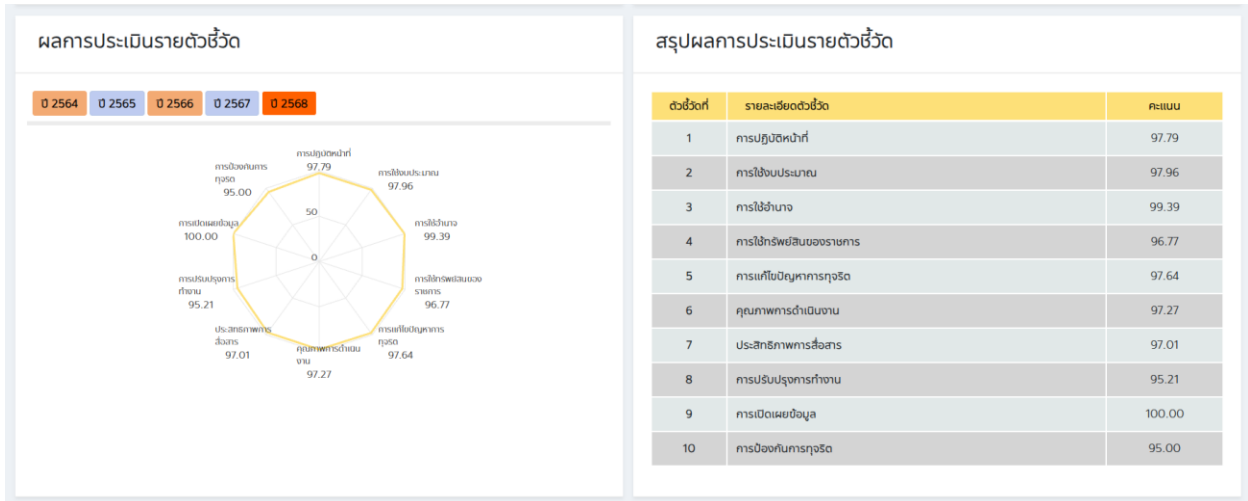 ผลการประเมินรายตัวชี้วัด
ปี 2564 ปี 2565 ปี 2566 ปี 2567 ปี 2568
การปฏิบัติหน้าที่
97.79
การใช้งบประมาณ
97.96
การใช้อำนาจ
99.39
การใช้ทรัพย์สินของ
ราชการ
96.77
การแก้ไขปัญหาการ
ทุจริต
97.64
คุณภาพการดำเนิน
งาน
97.27
ประสิทธิภาพการ
สื่อสาร
97.01
การปรับปรุงการ
ทำงาน
95.21
การเปิดเผยข้อมูล
100.00
การป้องกันการ
ทุจริต
95.00
50
0
สรุปผลการประเมินรายตัวชี้วัด
ตัวชี้วัดที่ รายละเอียดตัวชี้วัด คะแนน
1 การปฏิบัติหน้าที่ 97.79
2 การใช้งบประมาณ 97.96
3 การใช้อำนาจ 99.39
4 การใช้ทรัพย์สินของราชการ 96.77
5 การแก้ไขปัญหาการทุจริต 97.64
6 คุณภาพการดำเนินงาน 97.27
7 ประสิทธิภาพการสื่อสาร 97.01
8 การปรับปรุงการทำงาน 95.21
9 การเปิดเผยข้อมูล 100.00
10 การป้องกันการทุจริต 95.00